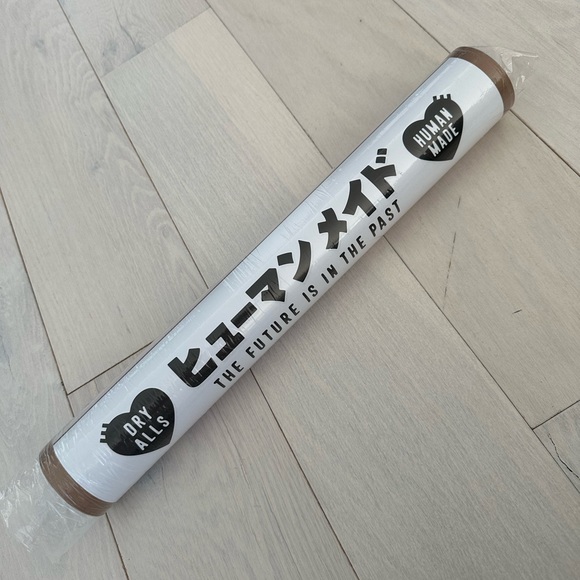 DRY
ALLS
ヒューマンメイド
THE FUTURE IS IN THE PAST
HUMAN
MADE